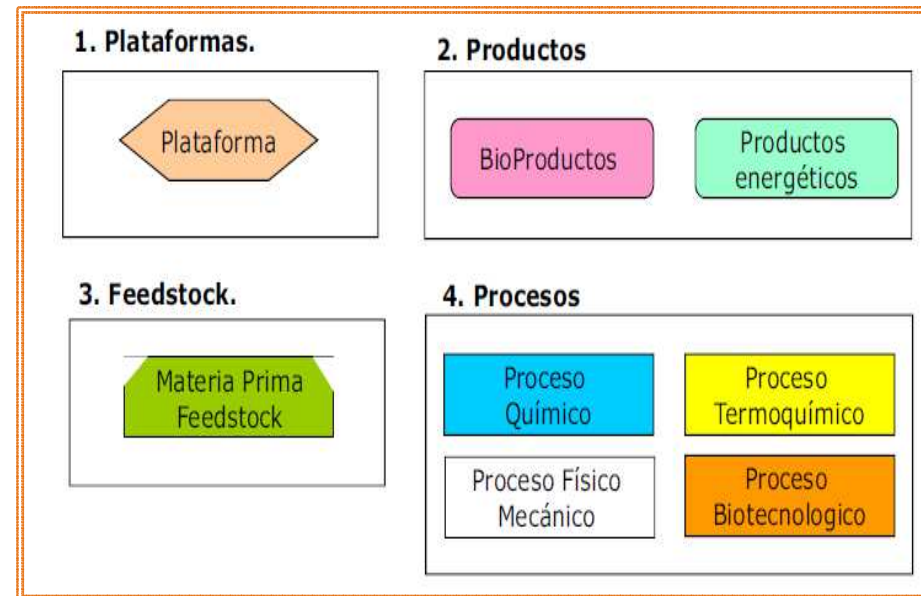 1. Plataformas.
Plataforma
2. Productos
BioProductos
Productos
energéticos
3. Feedstock.
Materia Prima
Feedstock
4. Procesos
Proceso
Químico
Proceso
Termoquímico
Proceso Físico
Mecánico
Proceso
Biotecnologico